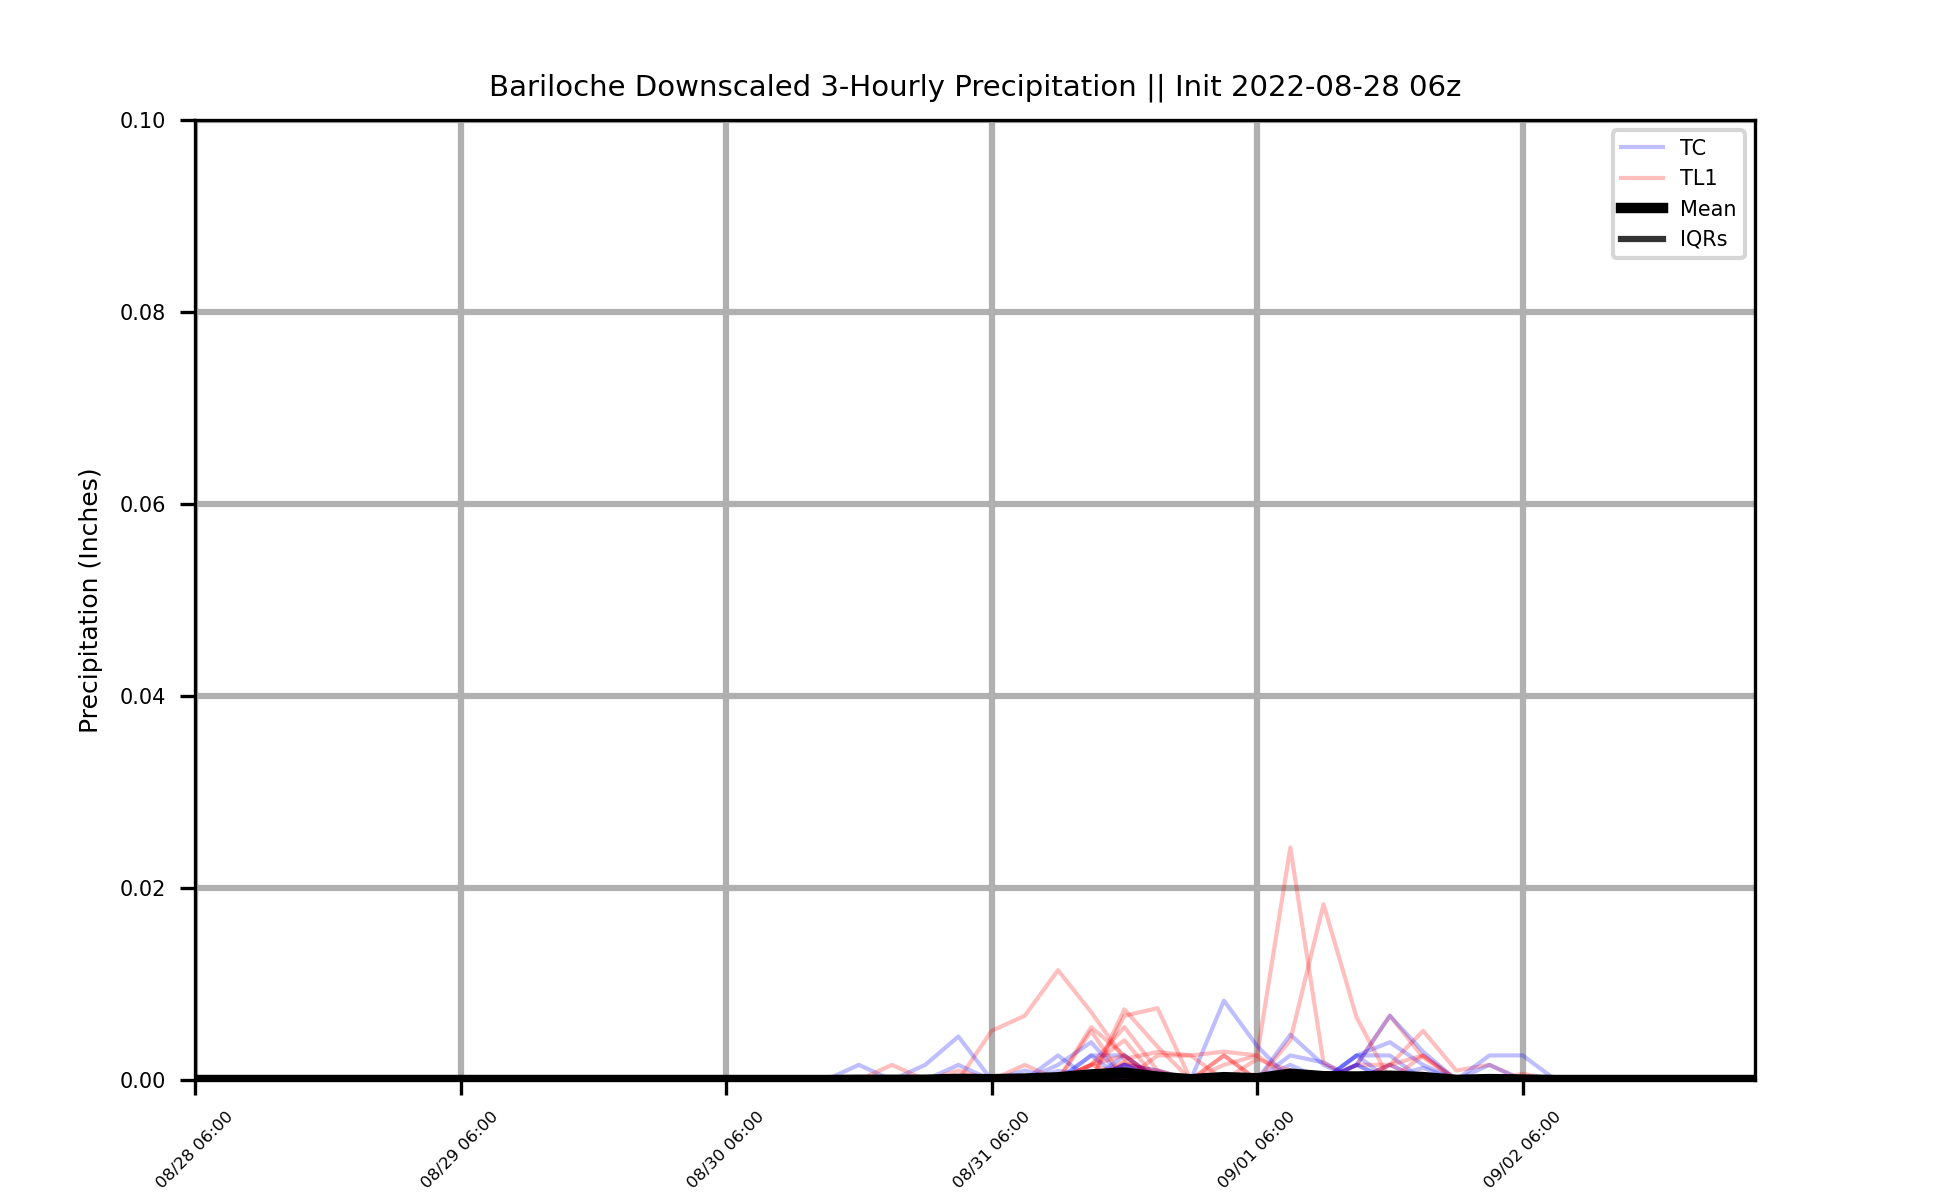 Bariloche Downscaled 3-Hourly Precipitation || Init 2022-08-28 06z
Precipitation (Inches)
0.10
0.08
0.06
0.04
0.02
0.00
TC
TL1
Mean
IQRs
08/28 06:00
08/29 06:00
08/30 06:00
08/31 06:00
09/01 06:00
09/02 06:00